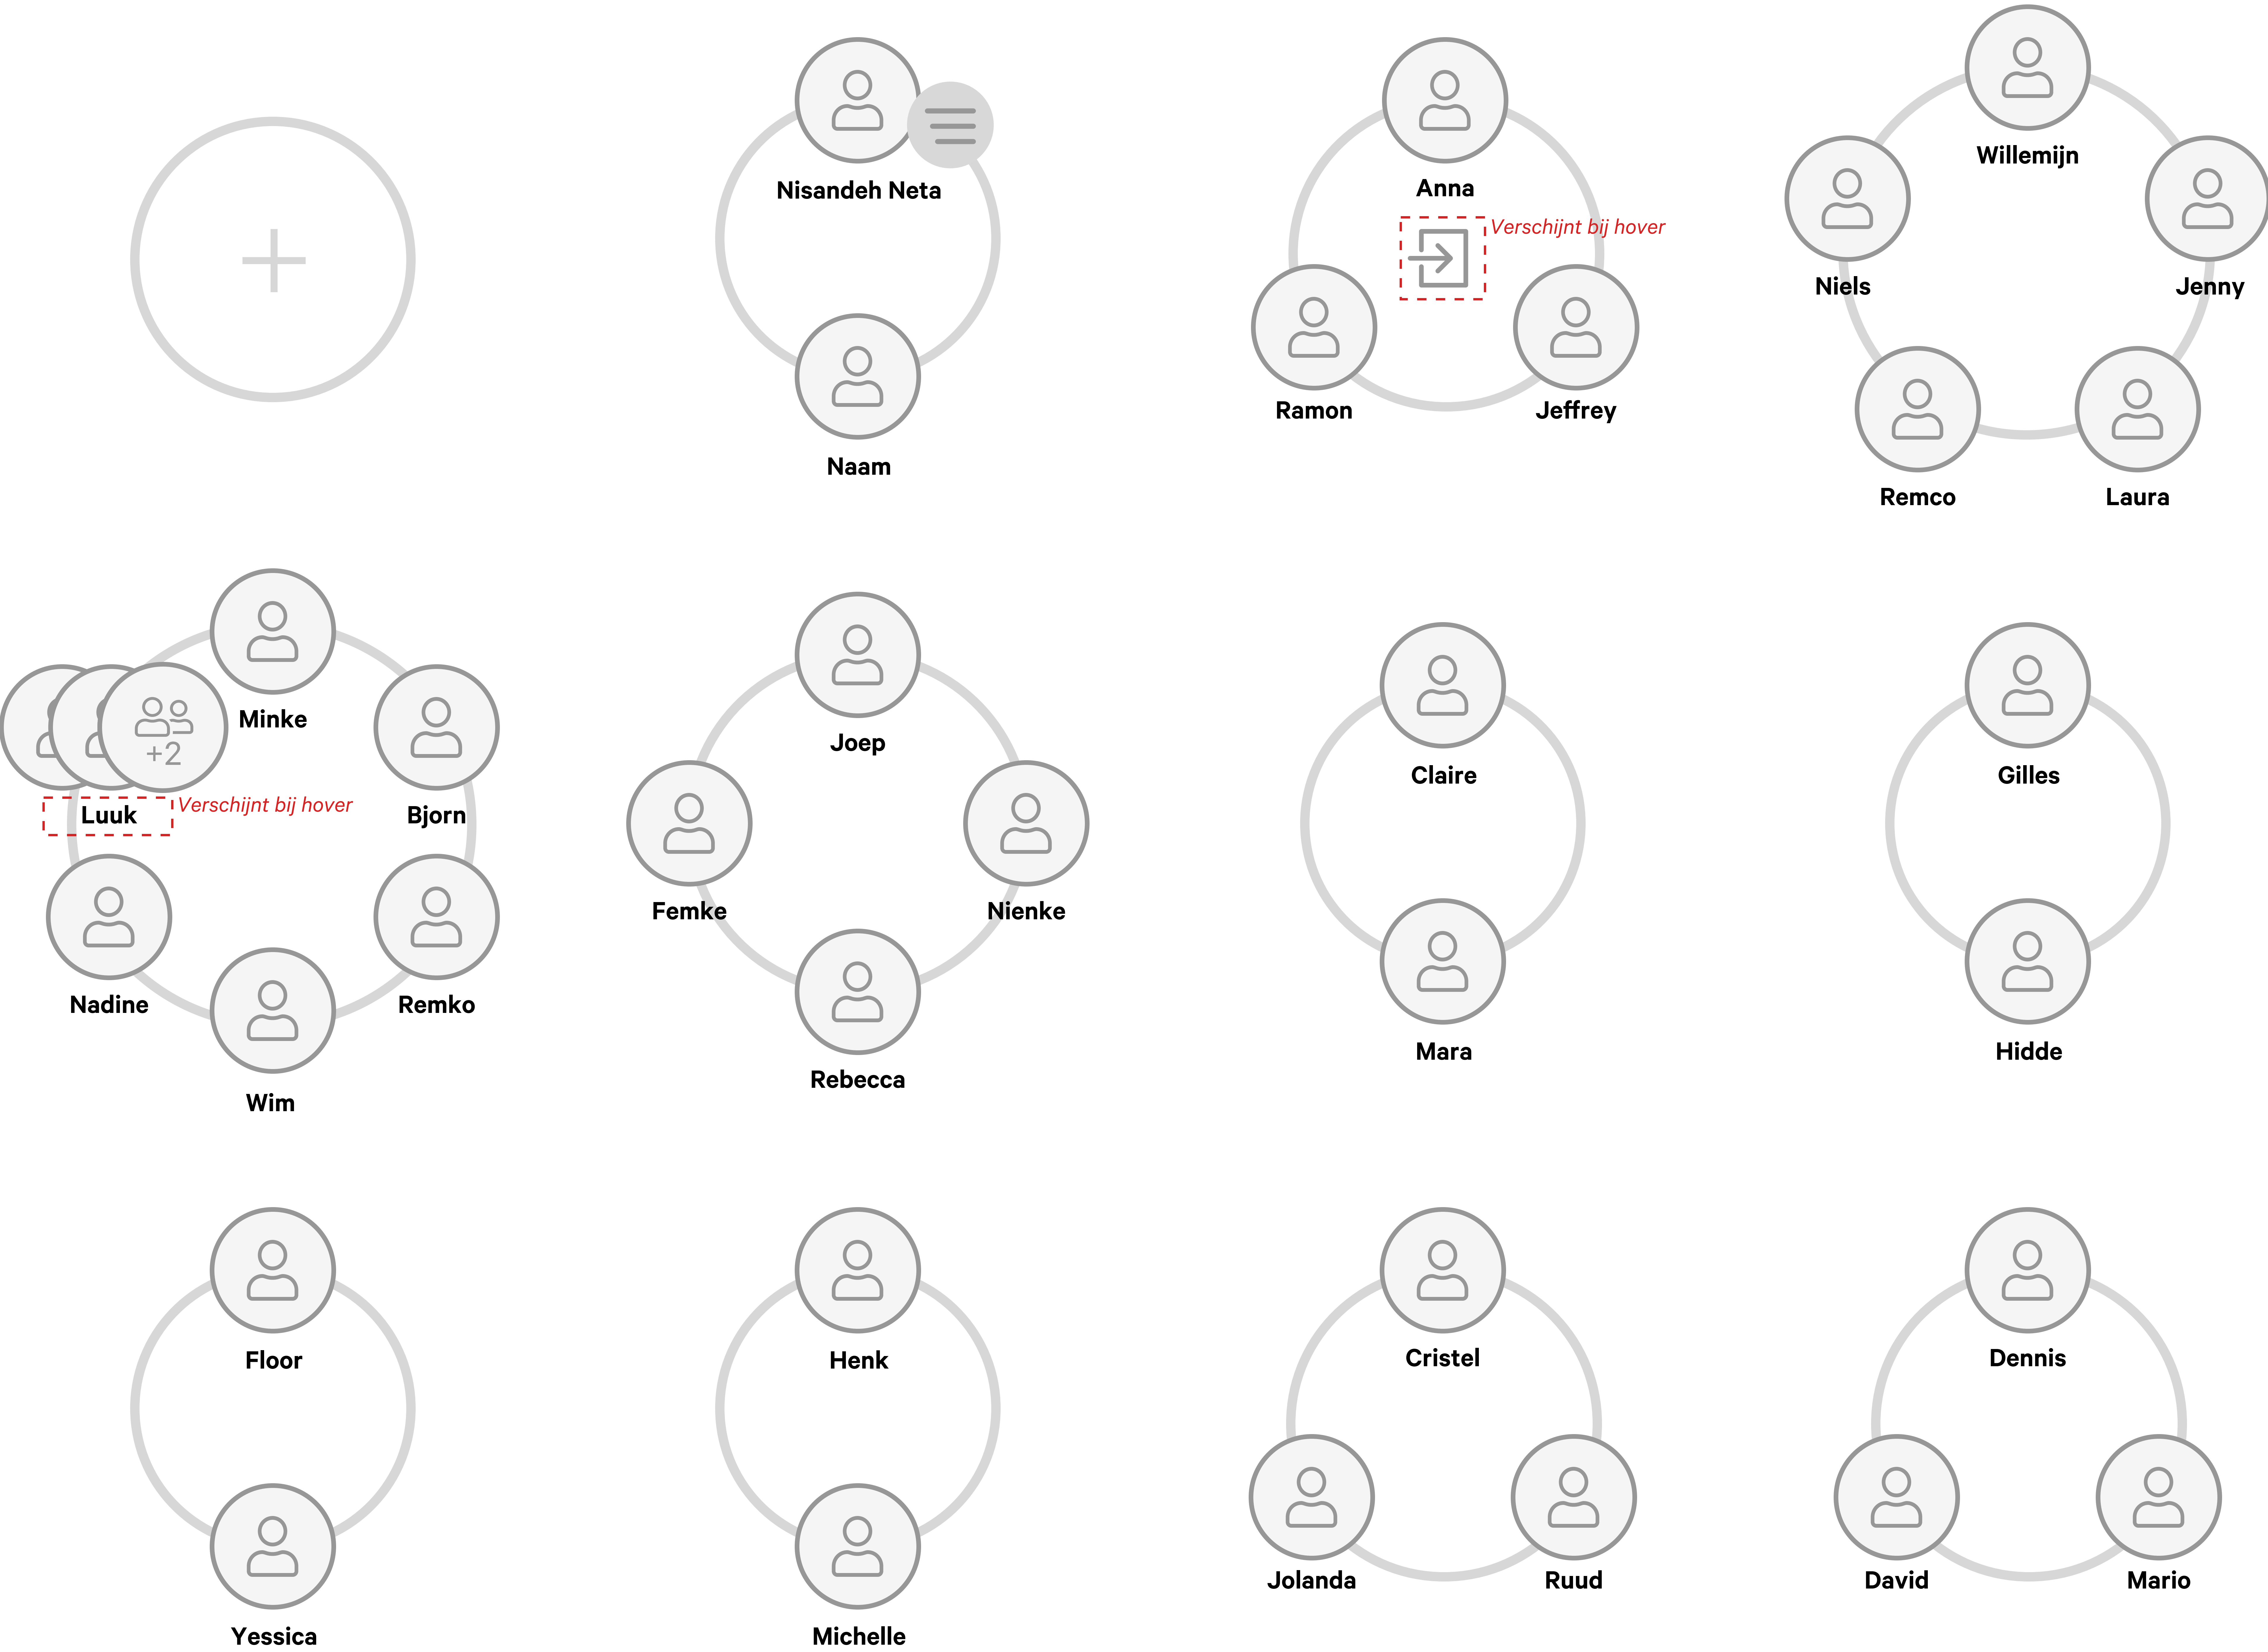 Nisandeh Neta
Naam
Anna
Verschijnt bij hover
Ramon
Jeffrey
Willemijn
Niels
Jenny
Remco
Laura
Minke
+2
Luuk
Verschijnt bij hover
Bjorn
Nadine
Remko
Wim
Joep
Femke
Nienke
Rebecca
Claire
Mara
Gilles
Hidde
Floor
Yessica
Henk
Michelle
Cristel
Jolanda
Ruud
Dennis
David
Mario